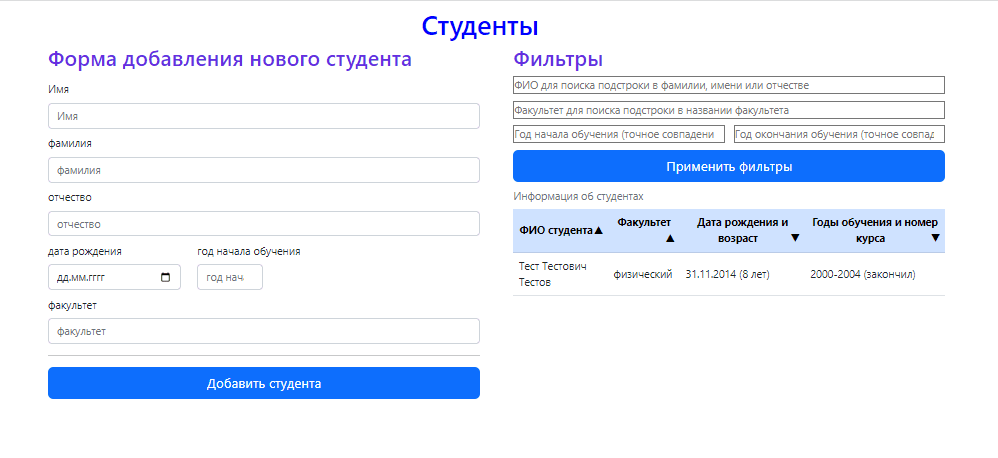 Студенты
Форма добавления нового студента
Имя
Имя
фамилия
фамилия
отчество
отчество
дата рождения год начала обучения
дд.мм.гггг год нач
факультет
факультет
Добавить студента
Фильтры
ФИО для поиска подстроки в фамилии, имени или отчестве
Факультет для поиска подстроки в названии факультета
Год начала обучения (точное совпадени Год окончания обучения (точное совпад
Применить фильтры
Информация об студентах
ФИО студента▲ Факультет ▲ Дата рождения и возраст ▼ Годы обучения и номер курса ▼
Тест Тестович Тестов физический 31.11.2014 (8 лет) 2000-2004 (закончил)